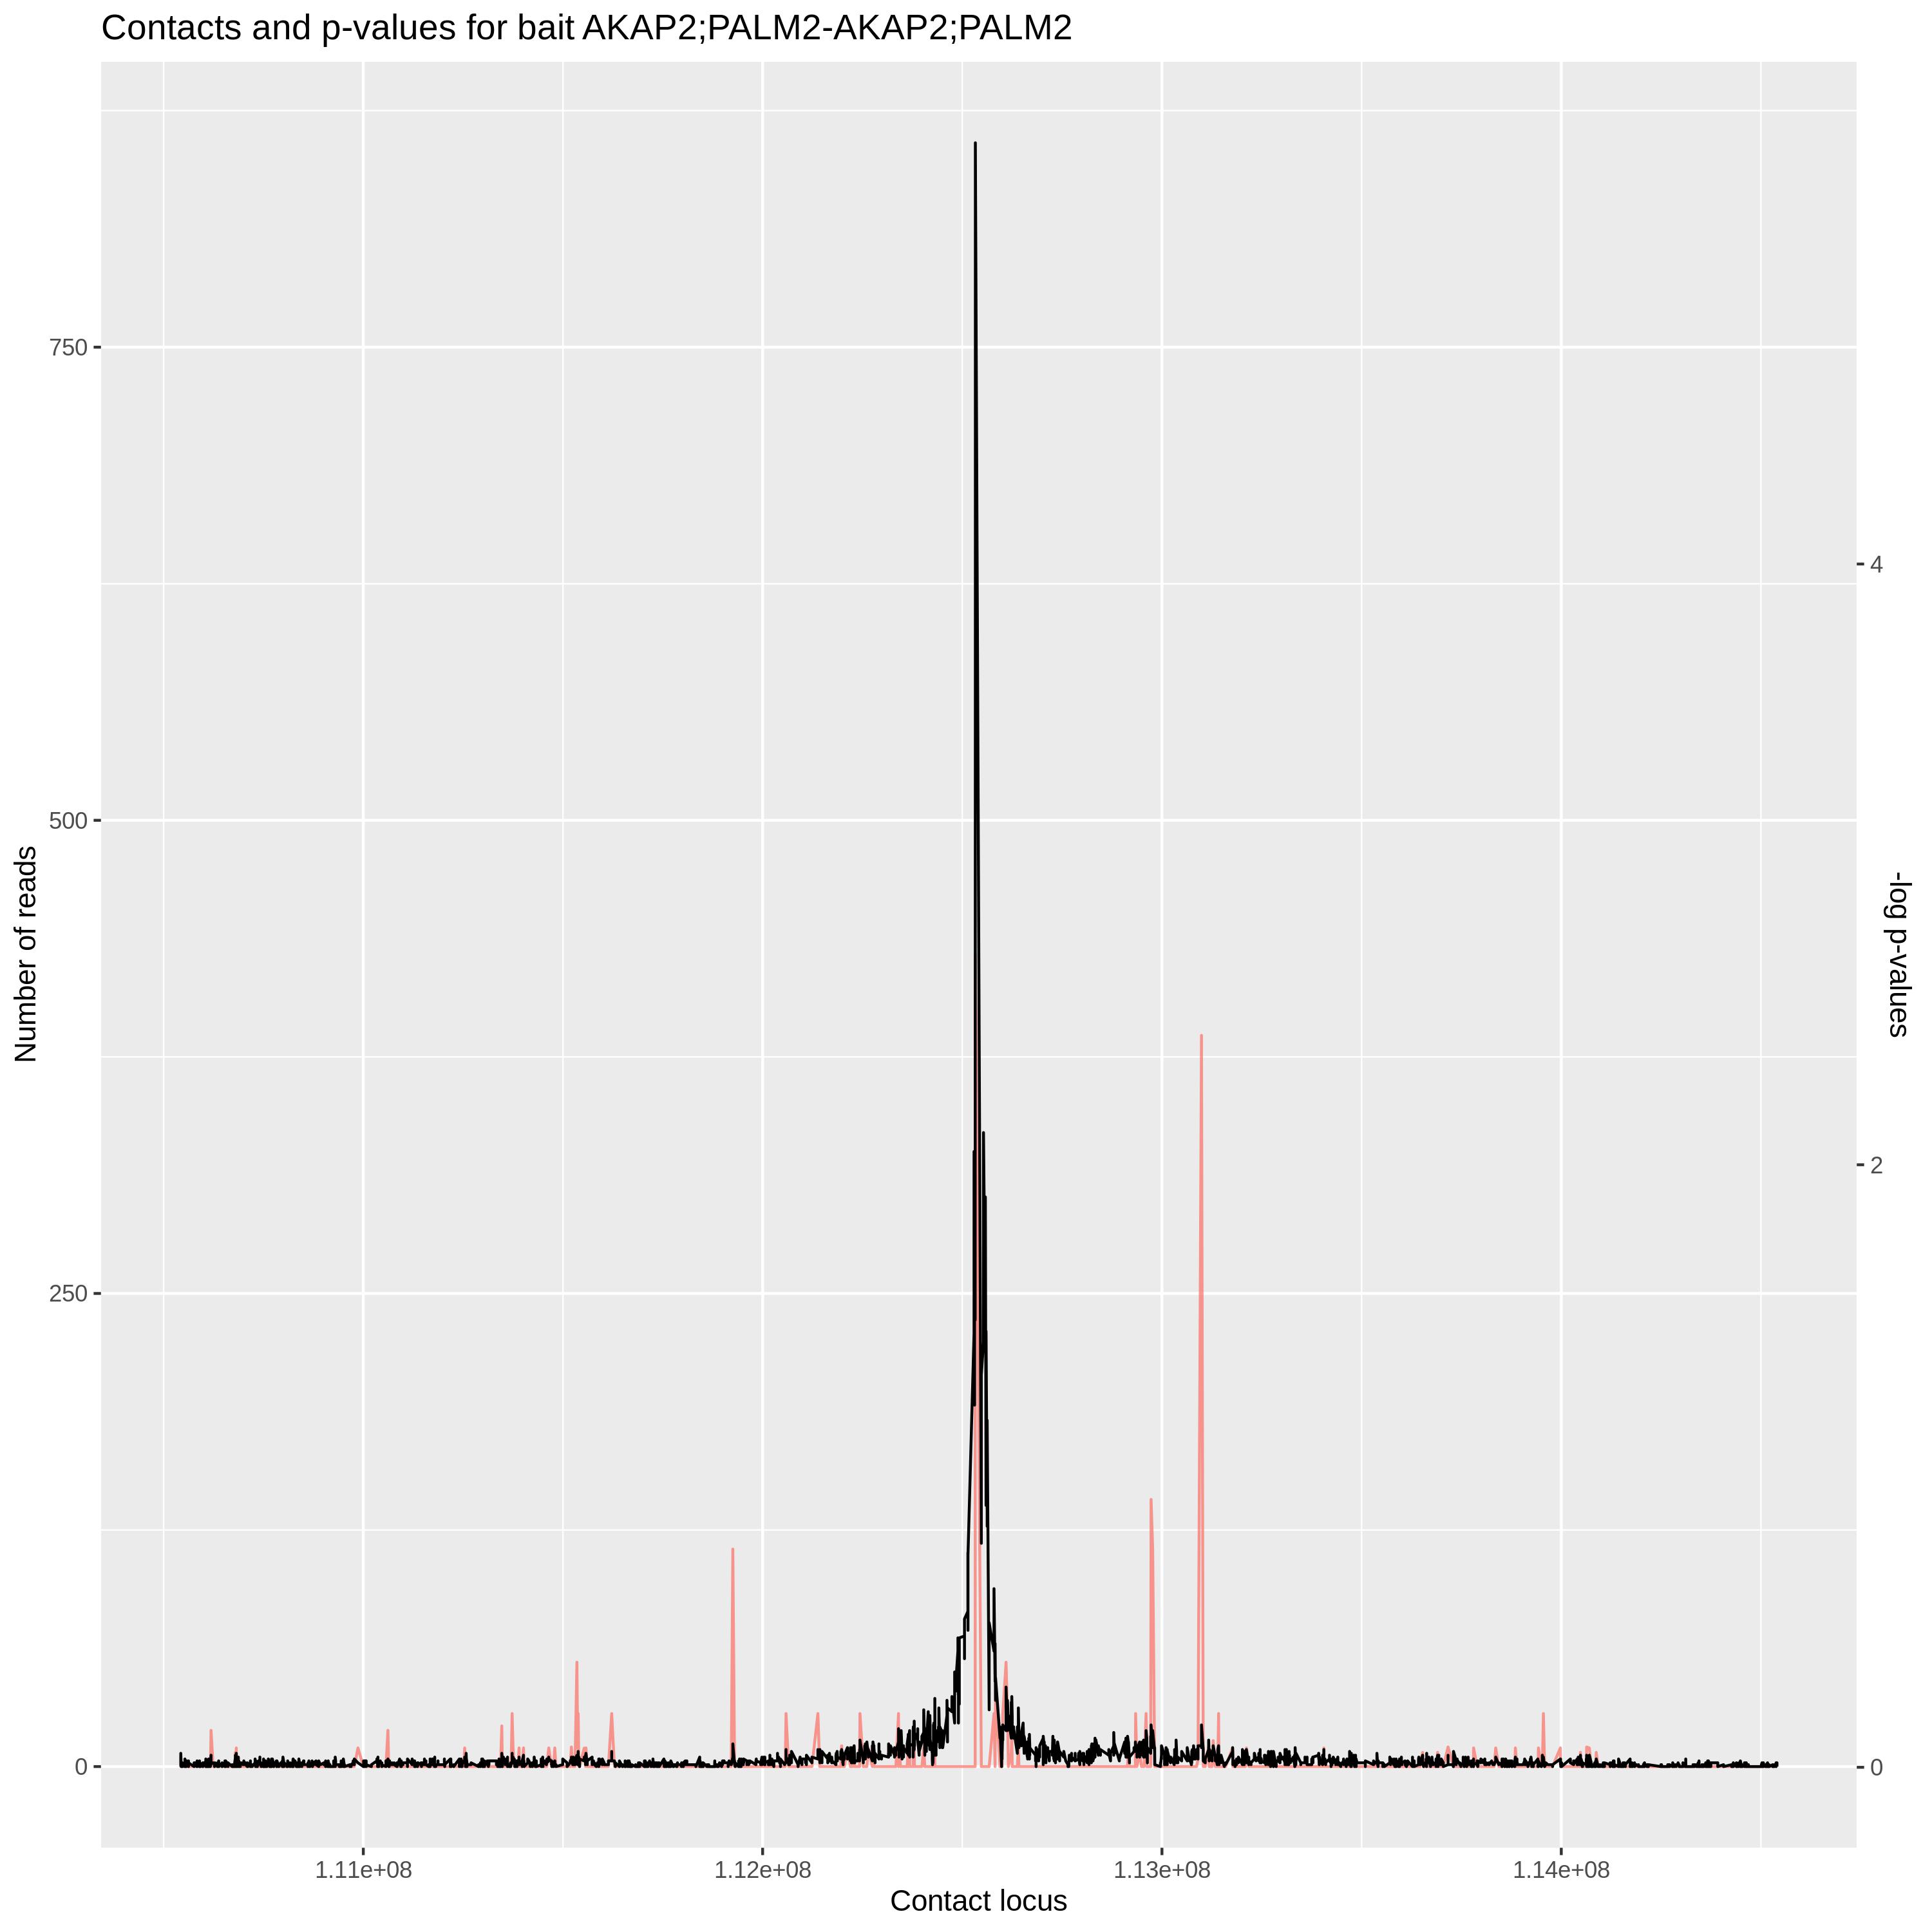 Contacts and p-values for bait AKAP2;PALM2-AKAP2;PALM2
750
500
250
0
Number of reads
4
2
0
-log p-values
1.11e+08
1.12e+08
1.13e+08
1.14e+08
Contact locus